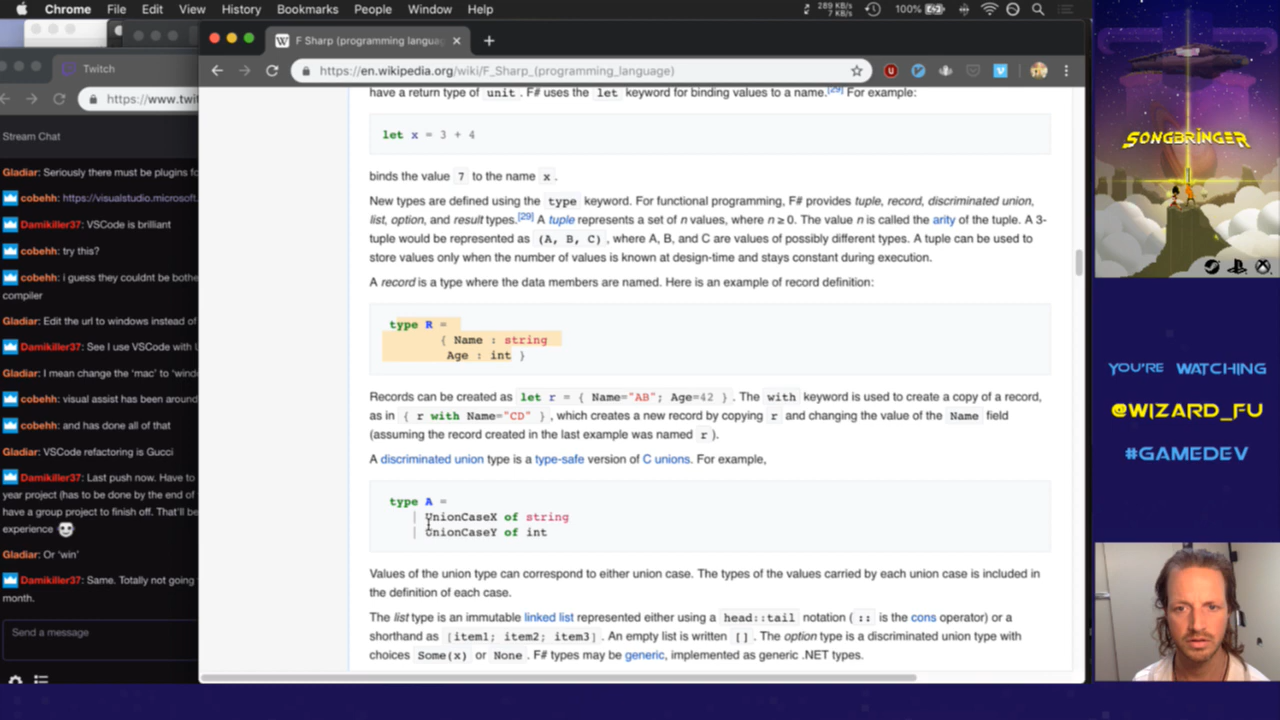 Chrome File Edit View History Bookmarks People Window Help
289 KB/s
7 KB/s
100%
Twitch
https://www.twi
Stream Chat
Gladiar: Seriously there must be plugins fo
cobehh: https://visualstudio.microsoft.
Damikiller37: VSCode is brilliant
cobehh: try this?
cobehh: i guess they couldnt be bothe
compiler
Gladiar: Edit the url to windows instead of
Damikiller37: See I use VSCode with U
Gladiar: I mean change the 'mac' to 'wind
cobehh: visual assist has been around
cobehh: and has done all of that
Gladiar: VSCode refactoring is Gucci
Damikiller37: Last push now. Have to
year project (has to be done by the end of
have a group project to finish off. That'll be
experience
Gladiar: Or 'win'
Damikiller37: Same. Totally not going
month.
Send a message
W F Sharp (programming langua
https://en.wikipedia.org/wiki/F_Sharp_(programming_language)
have a return type of unit . F# uses the let keyword for binding values to a name.[29] For example:
let x = 3 + 4
binds the value 7 to the name x .
New types are defined using the type keyword. For functional programming, F# provides tuple, record, discriminated union,
list, option, and result types.[29] A tuple represents a set of n values, where n ≥ 0. The value n is called the arity of the tuple. A 3-
tuple would be represented as (A, B, C) , where A, B, and C are values of possibly different types. A tuple can be used to
store values only when the number of values is known at design-time and stays constant during execution.
A record is a type where the data members are named. Here is an example of record definition:
type R =
{ Name : string
Age : int }
Records can be created as let r = { Name="AB"; Age=42 } . The with keyword is used to create a copy of a record,
as in { r with Name="CD" } , which creates a new record by copying r and changing the value of the Name field
(assuming the record created in the last example was named r ).
A discriminated union type is a type-safe version of C unions. For example,
type A =
| UnionCaseX of string
| UnionCaseY of int
Values of the union type can correspond to either union case. The types of the values carried by each union case is included in
the definition of each case.
The list type is an immutable linked list represented either using a head::tail notation ( :: is the cons operator) or a
shorthand as [item1; item2; item3] . An empty list is written [] . The option type is a discriminated union type with
choices Some(x) or None . F# types may be generic, implemented as generic .NET types.
SONGBRINGER
YOU'RE WATCHING
@WIZARD_FU
#GAMEDEV